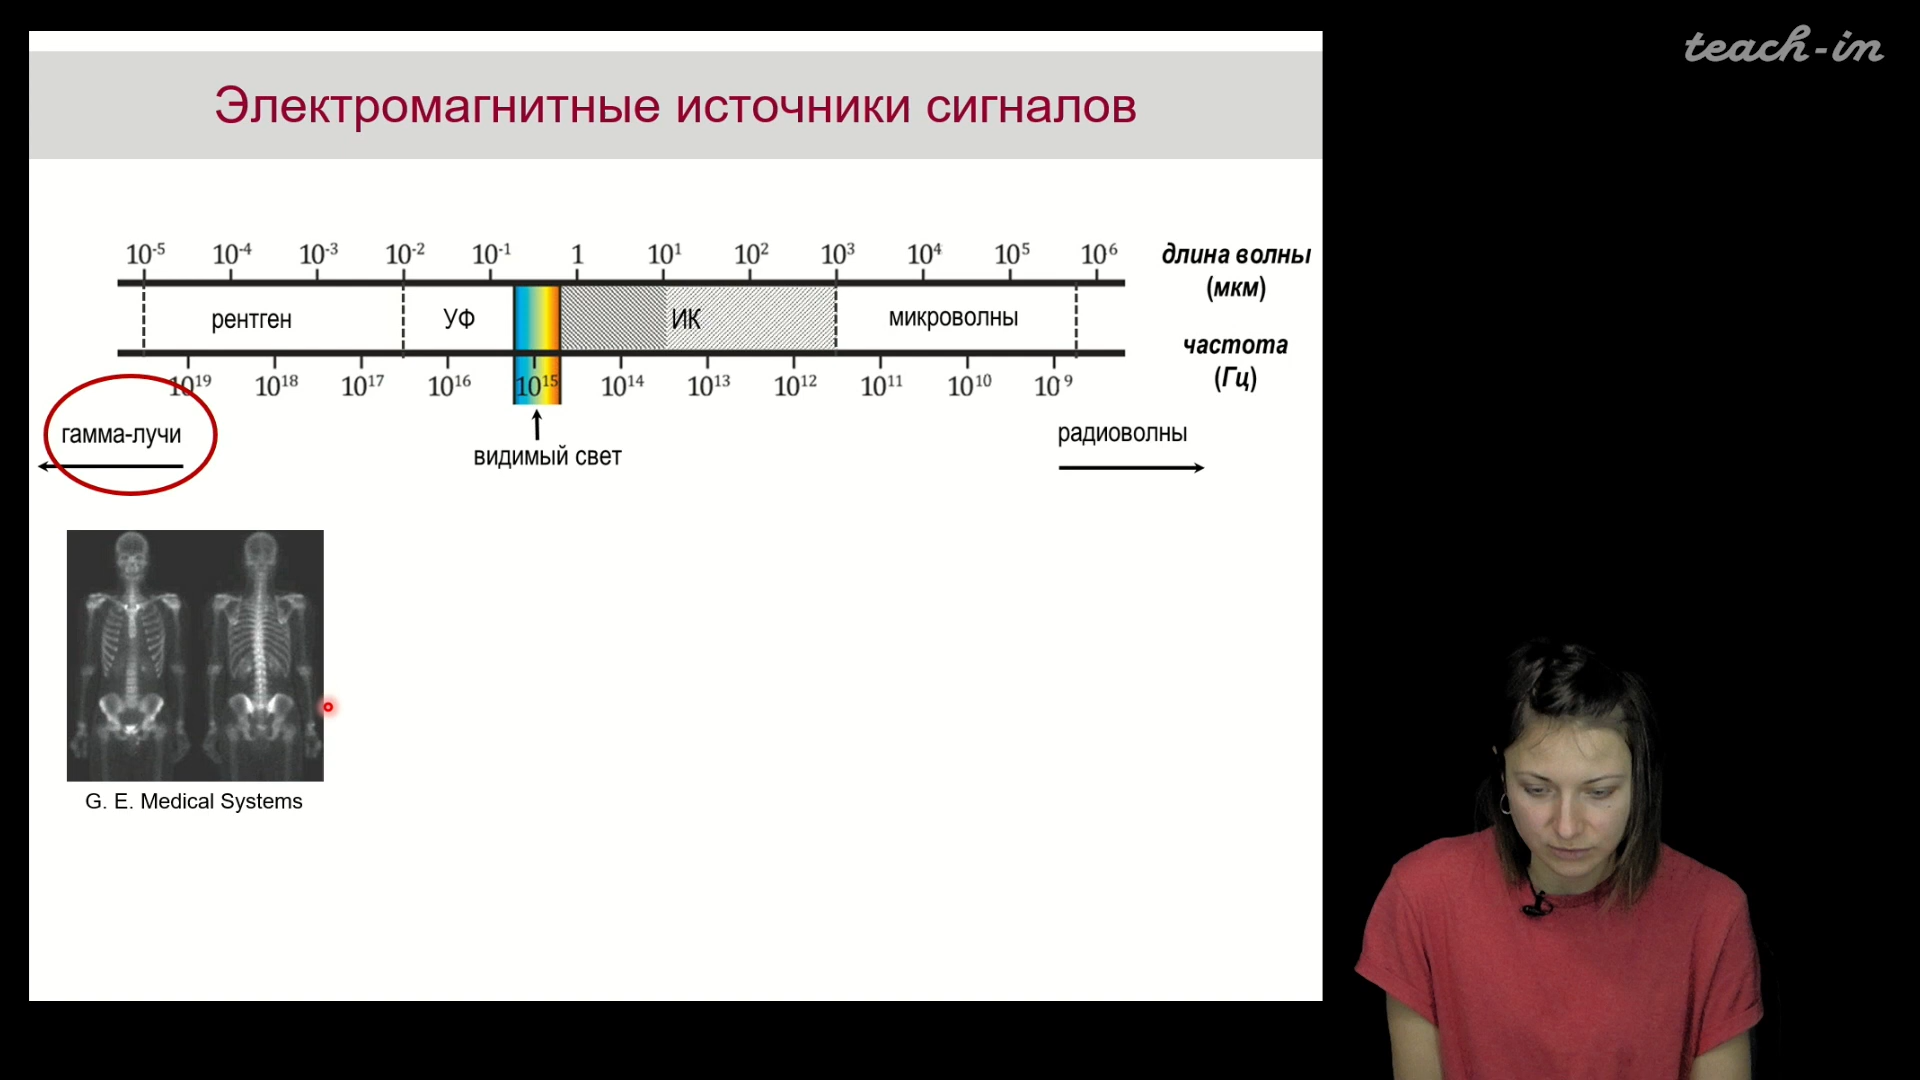 teach-in
Электромагнитные источники сигналов
10-5 10-4 10-3 10-2 10-1 1 10¹ 10² 10³ 10⁴ 10⁵ 10⁶
длина волны
(мкм)
рентген УФ ИК микроволны
частота
(Гц)
10¹⁹ 10¹⁸ 10¹⁷ 10¹⁶ 10¹⁵ 10¹⁴ 10¹³ 10¹² 10¹¹ 10¹⁰ 10⁹
гамма-лучи
видимый свет
радиоволны
G. E. Medical Systems